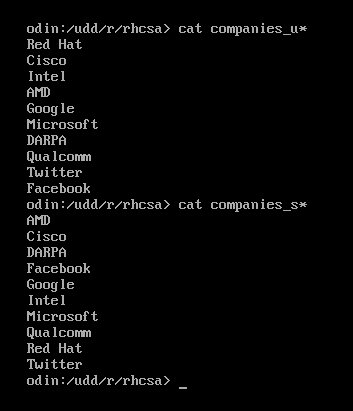 odin:/udd/r/rhcsa> cat companies_u*
Red Hat
Cisco
Intel
AMD
Google
Microsoft
DARPA
Qualcomm
Twitter
Facebook
odin:/udd/r/rhcsa> cat companies_s*
AMD
Cisco
DARPA
Facebook
Google
Intel
Microsoft
Qualcomm
Red Hat
Twitter
odin:/udd/r/rhcsa> _